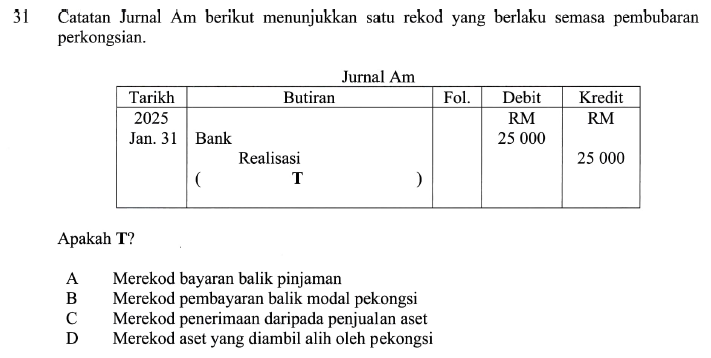 31 Catatan Jurnal Am berikut menunjukkan satu rekod yang berlaku semasa pembubaran
perkongsian.
Jurnal Am
Tarikh Butiran Fol. Debit Kredit
2025 RM RM
Jan. 31 Bank 25 000
Realisasi 25 000
( T )
Apakah T?
A Merekod bayaran balik pinjaman
B Merekod pembayaran balik modal pekongsi
C Merekod penerimaan daripada penjualan aset
D Merekod aset yang diambil alih oleh pekongsi